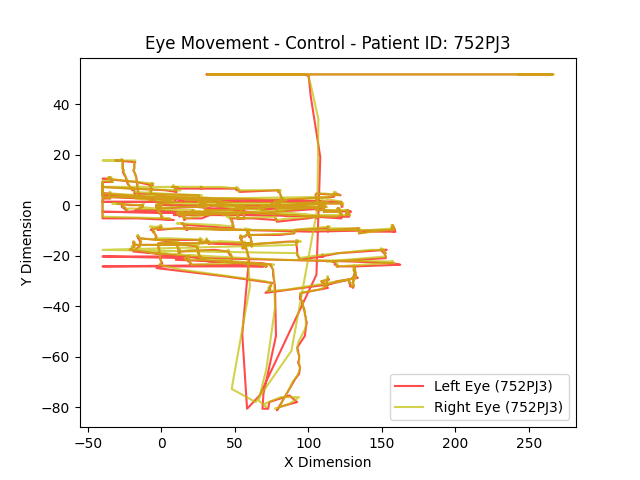 Eye Movement - Control - Patient ID: 752PJ3
Y Dimension
40
20
0
−20
−40
−60
−80
−50
0
50
100
150
200
250
X Dimension
Left Eye (752PJ3)
Right Eye (752PJ3)